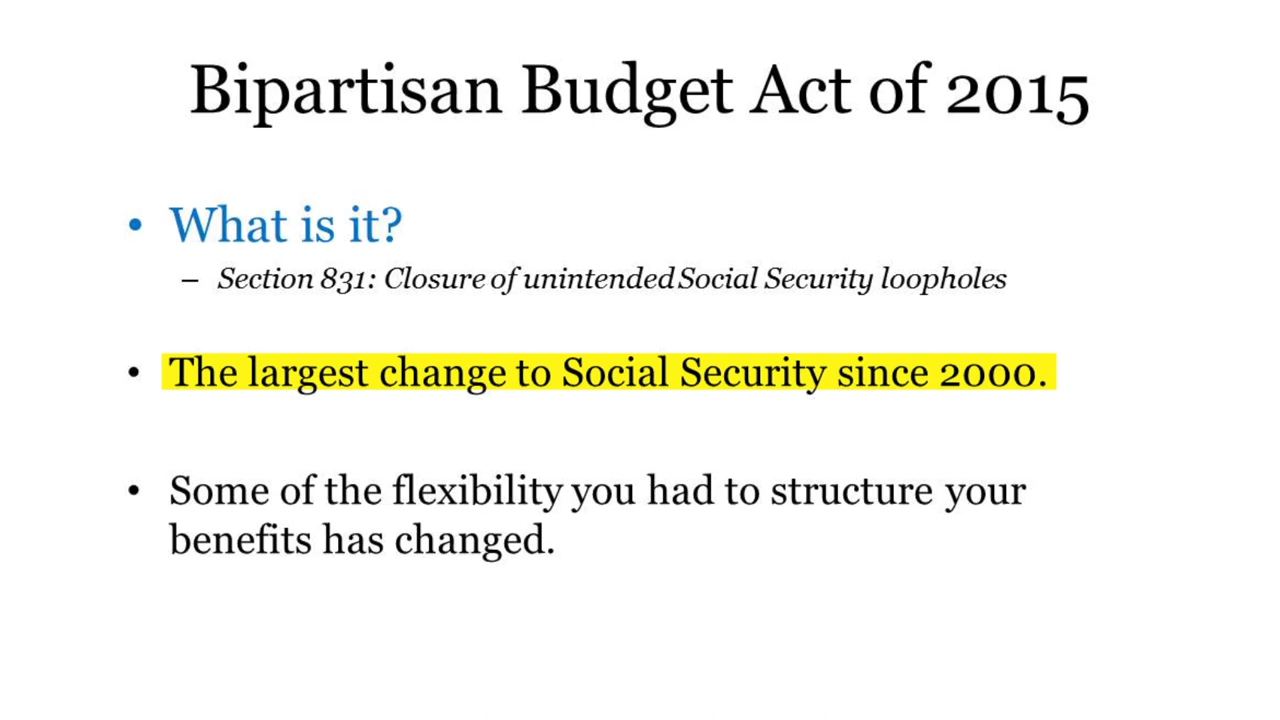 Bipartisan Budget Act of 2015
• What is it?
– Section 831: Closure of unintended Social Security loopholes
• The largest change to Social Security since 2000.
• Some of the flexibility you had to structure your
benefits has changed.